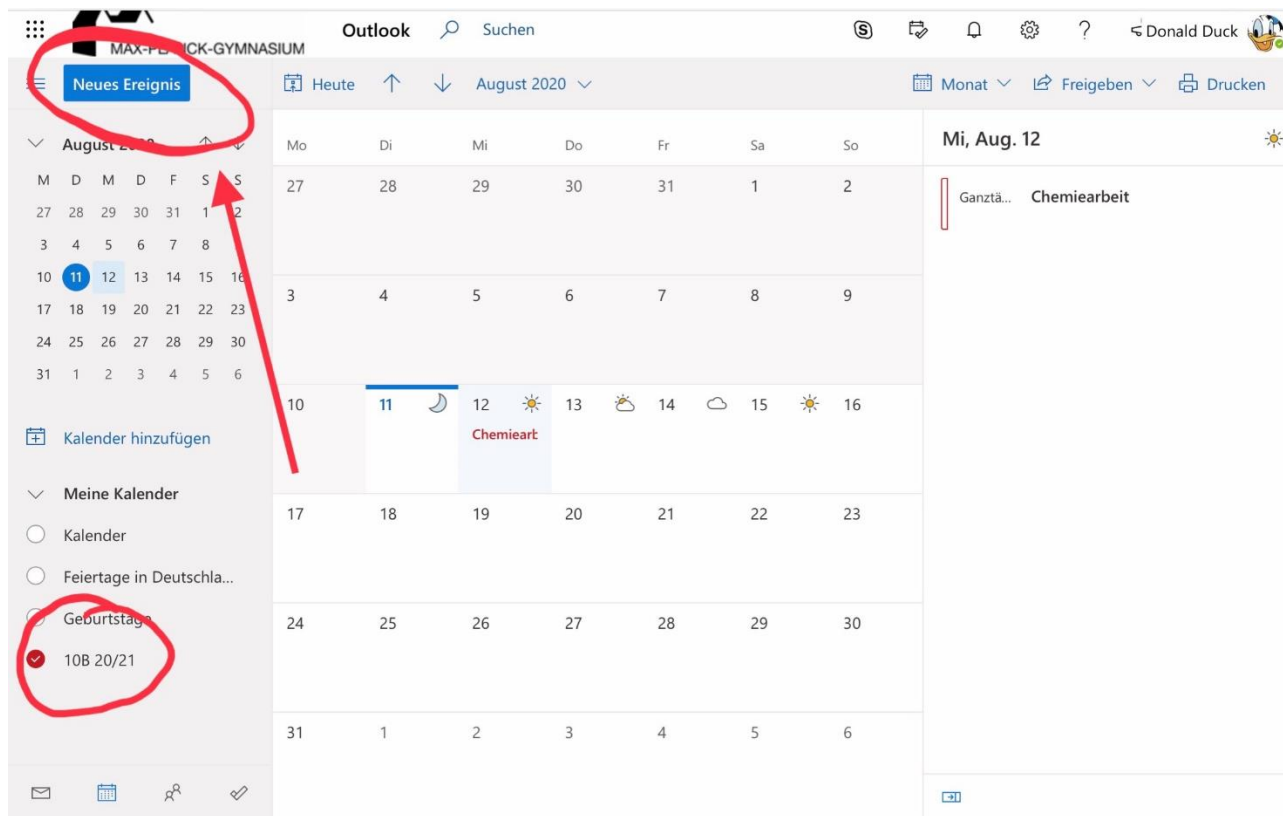 Outlook
Suchen
Donald Duck
GYMNASIUM
Neues Ereignis
Heute
August 2020
Monat
Freigeben
Drucken
August
M D M D F S S
27 28 29 30 31 1 2
3 4 5 6 7 8
10 11 12 13 14 15 16
17 18 19 20 21 22 23
24 25 26 27 28 29 30
31 1 2 3 4 5 6
Kalender hinzufügen
Meine Kalender
Kalender
Feiertage in Deutschla...
Geburtstage
10B 20/21
Mo Di Mi Do Fr Sa So
27 28 29 30 31 1 2
3 4 5 6 7 8 9
10 11 12 13 14 15 16
Chemiearb
17 18 19 20 21 22 23
24 25 26 27 28 29 30
31 1 2 3 4 5 6
Mi, Aug. 12
Ganztä... Chemiearbeit